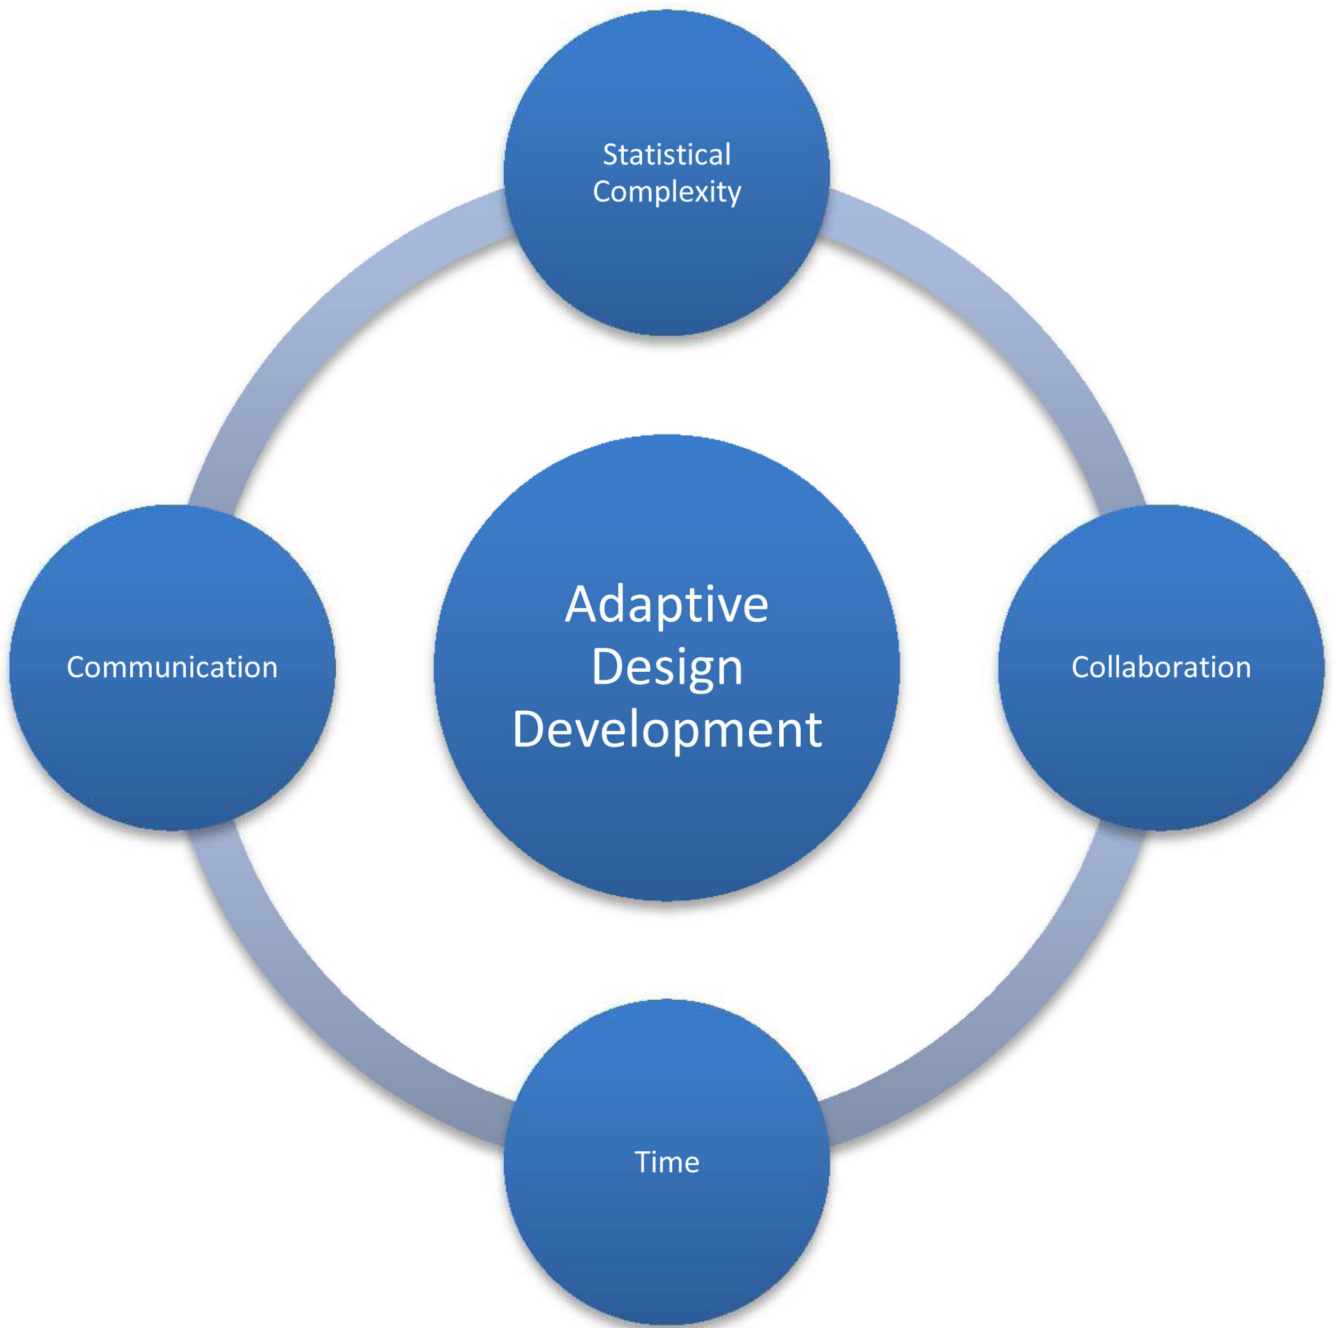 Statistical
Complexity
Communication
Adaptive
Design
Development
Collaboration
Time